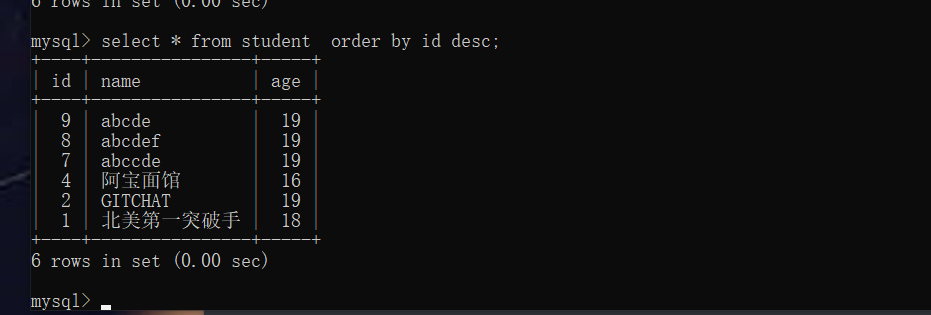 6 rows in set (0.00 sec)
mysql> select * from student  order by id desc;
+----+----------------+-----+
| id | name           | age |
+----+----------------+-----+
|  9 | abcde          |  19 |
|  8 | abcdef         |  19 |
|  7 | abccde         |  19 |
|  4 | 阿宝面馆       |  16 |
|  2 | GITCHAT        |  19 |
|  1 | 北美第一突破手 |  18 |
+----+----------------+-----+
6 rows in set (0.00 sec)
mysql>